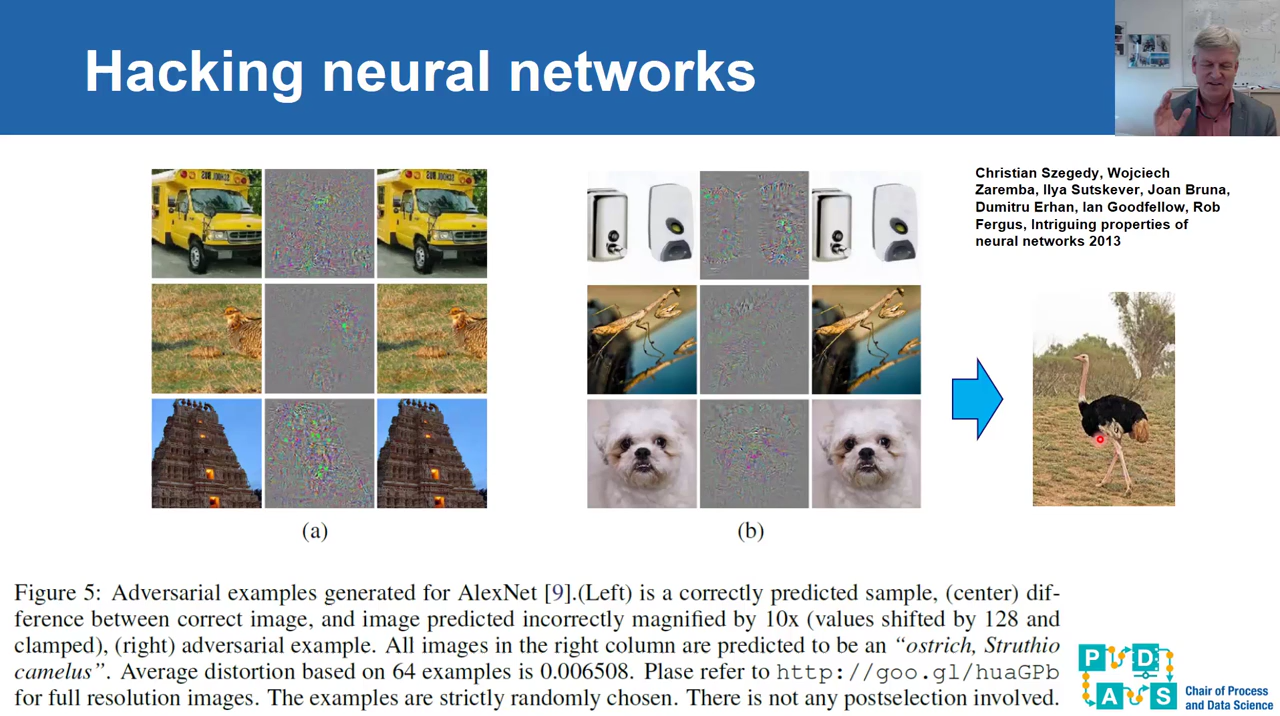 Hacking neural networks
SCHOOL BUS
Christian Szegedy, Wojciech
Zaremba, Ilya Sutskever, Joan Bruna,
Dumitru Erhan, Ian Goodfellow, Rob
Fergus, Intriguing properties of
neural networks 2013
(a)
(b)
Figure 5: Adversarial examples generated for AlexNet [9].(Left) is a correctly predicted sample, (center) dif-
ference between correct image, and image predicted incorrectly magnified by 10x (values shifted by 128 and
clamped), (right) adversarial example. All images in the right column are predicted to be an “ostrich, Struthio
camelus”. Average distortion based on 64 examples is 0.006508. Plase refer to http://goo.gl/huaGPb
for full resolution images. The examples are strictly randomly chosen. There is not any postselection involved.
P D
A S
Chair of Process
and Data Science